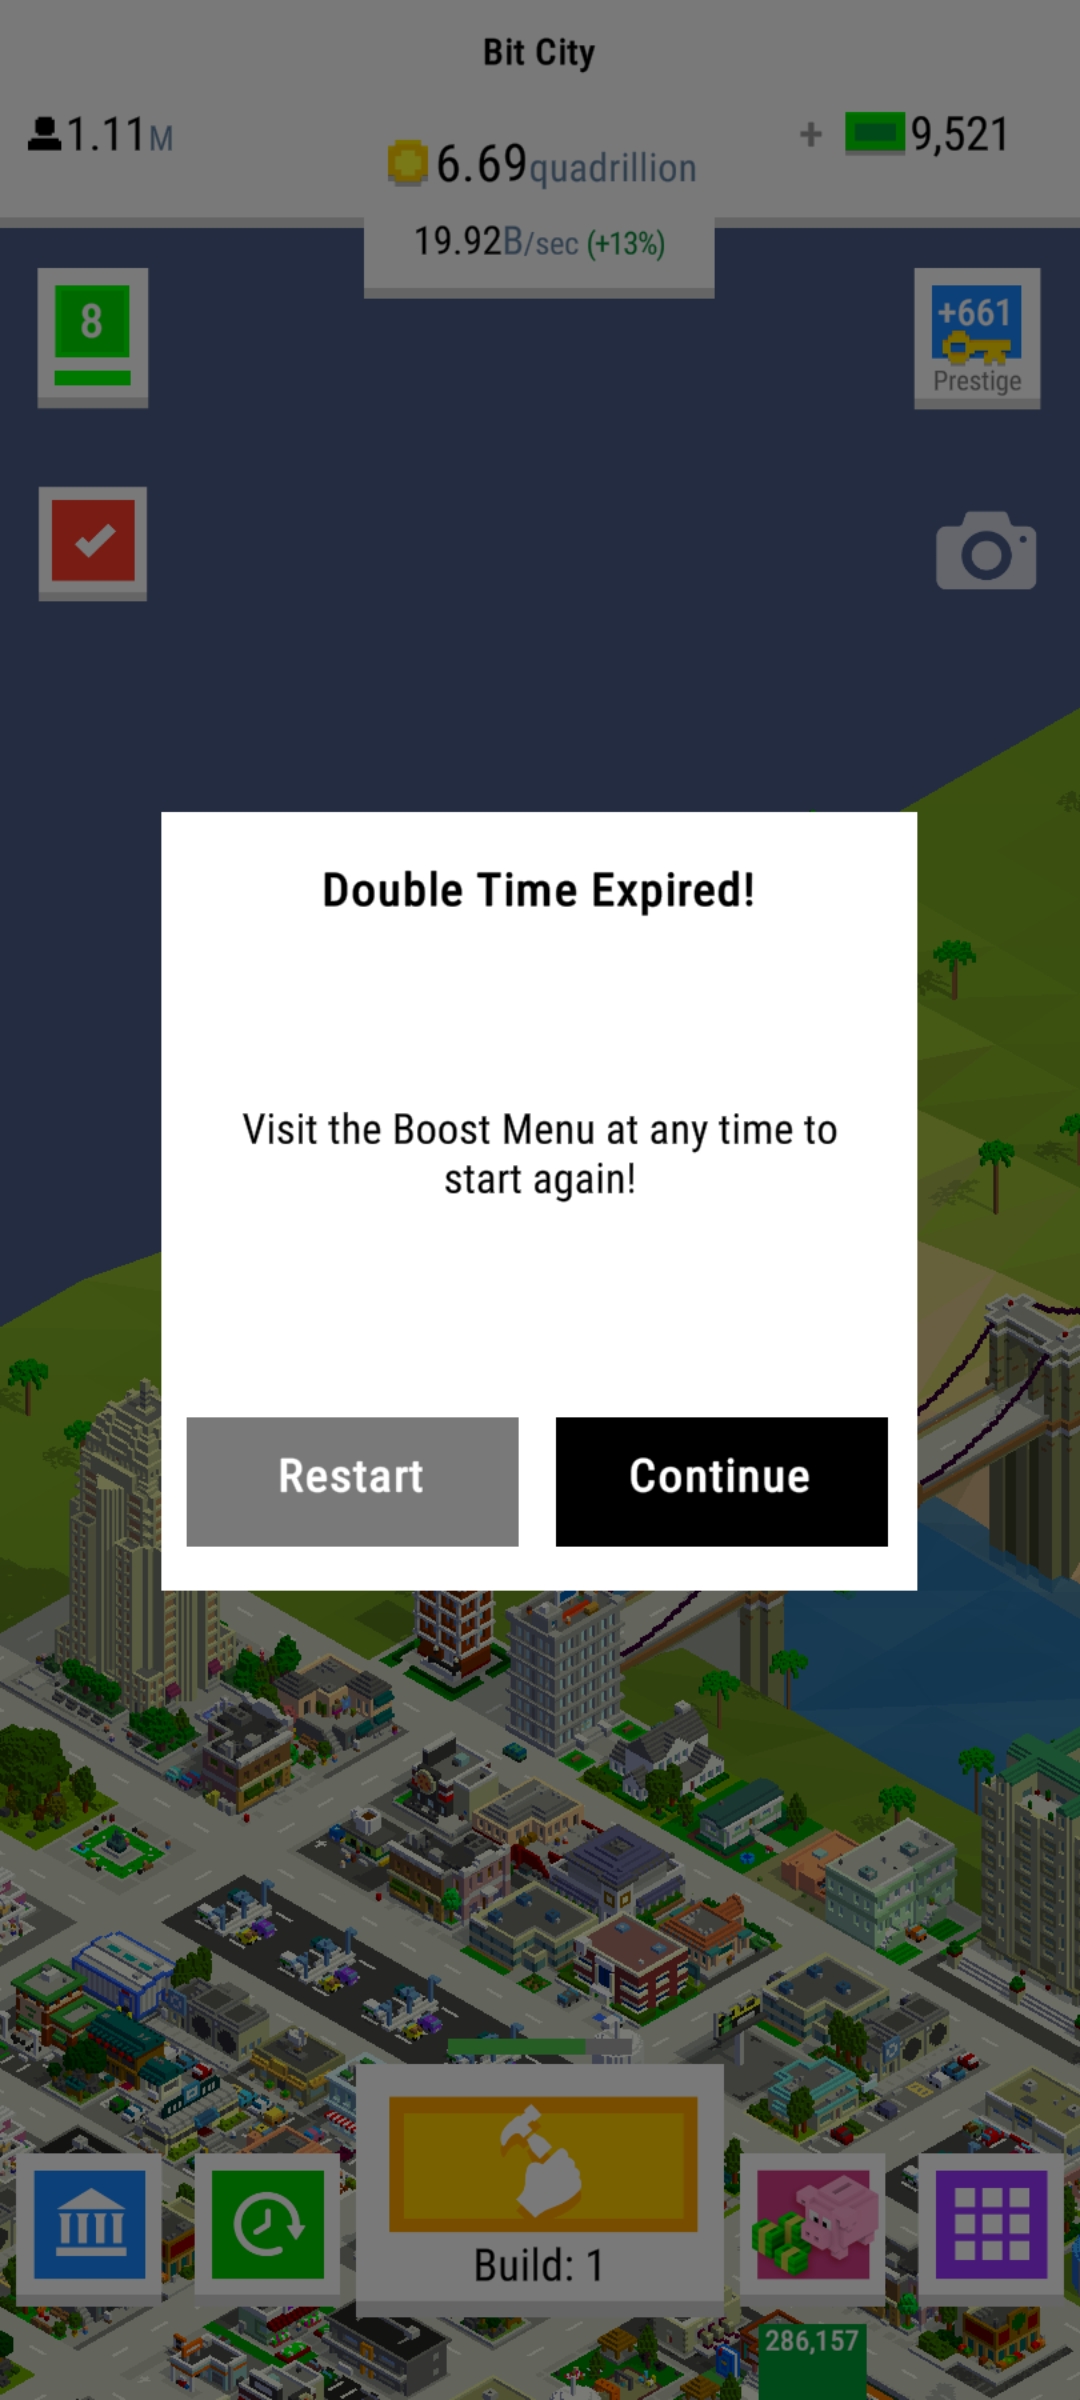 Bit City
1.11M
6.69quadrillion
+ 9,521
19.92B/sec (+13%)
8
+661
Prestige
Double Time Expired!
Visit the Boost Menu at any time to
start again!
Restart
Continue
Build: 1
286,157